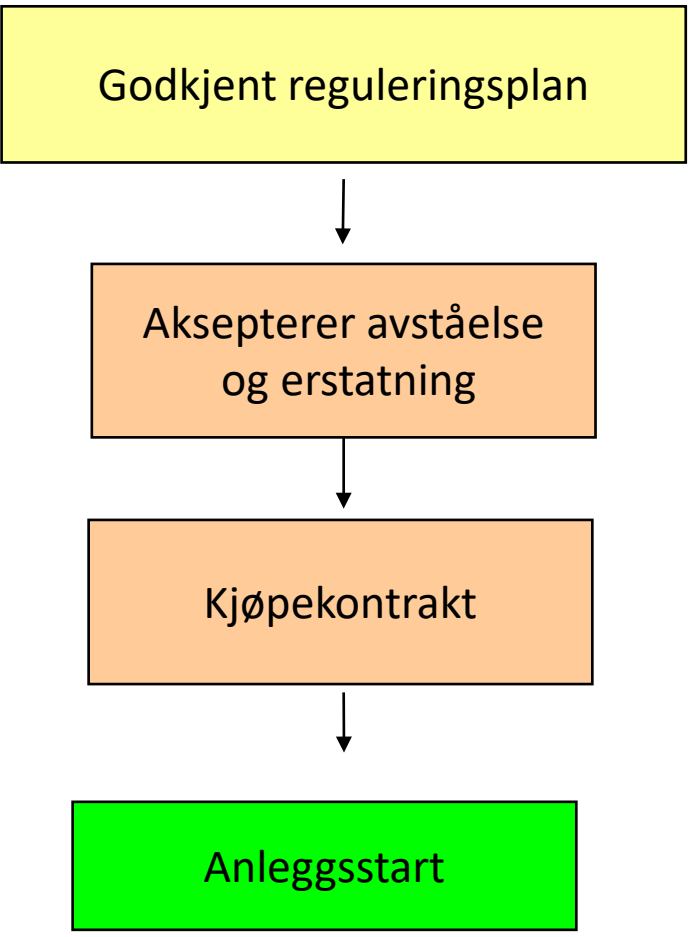 Godkjent reguleringsplan
Aksepterer avståelse
og erstatning
Kjøpekontrakt
Anleggsstart